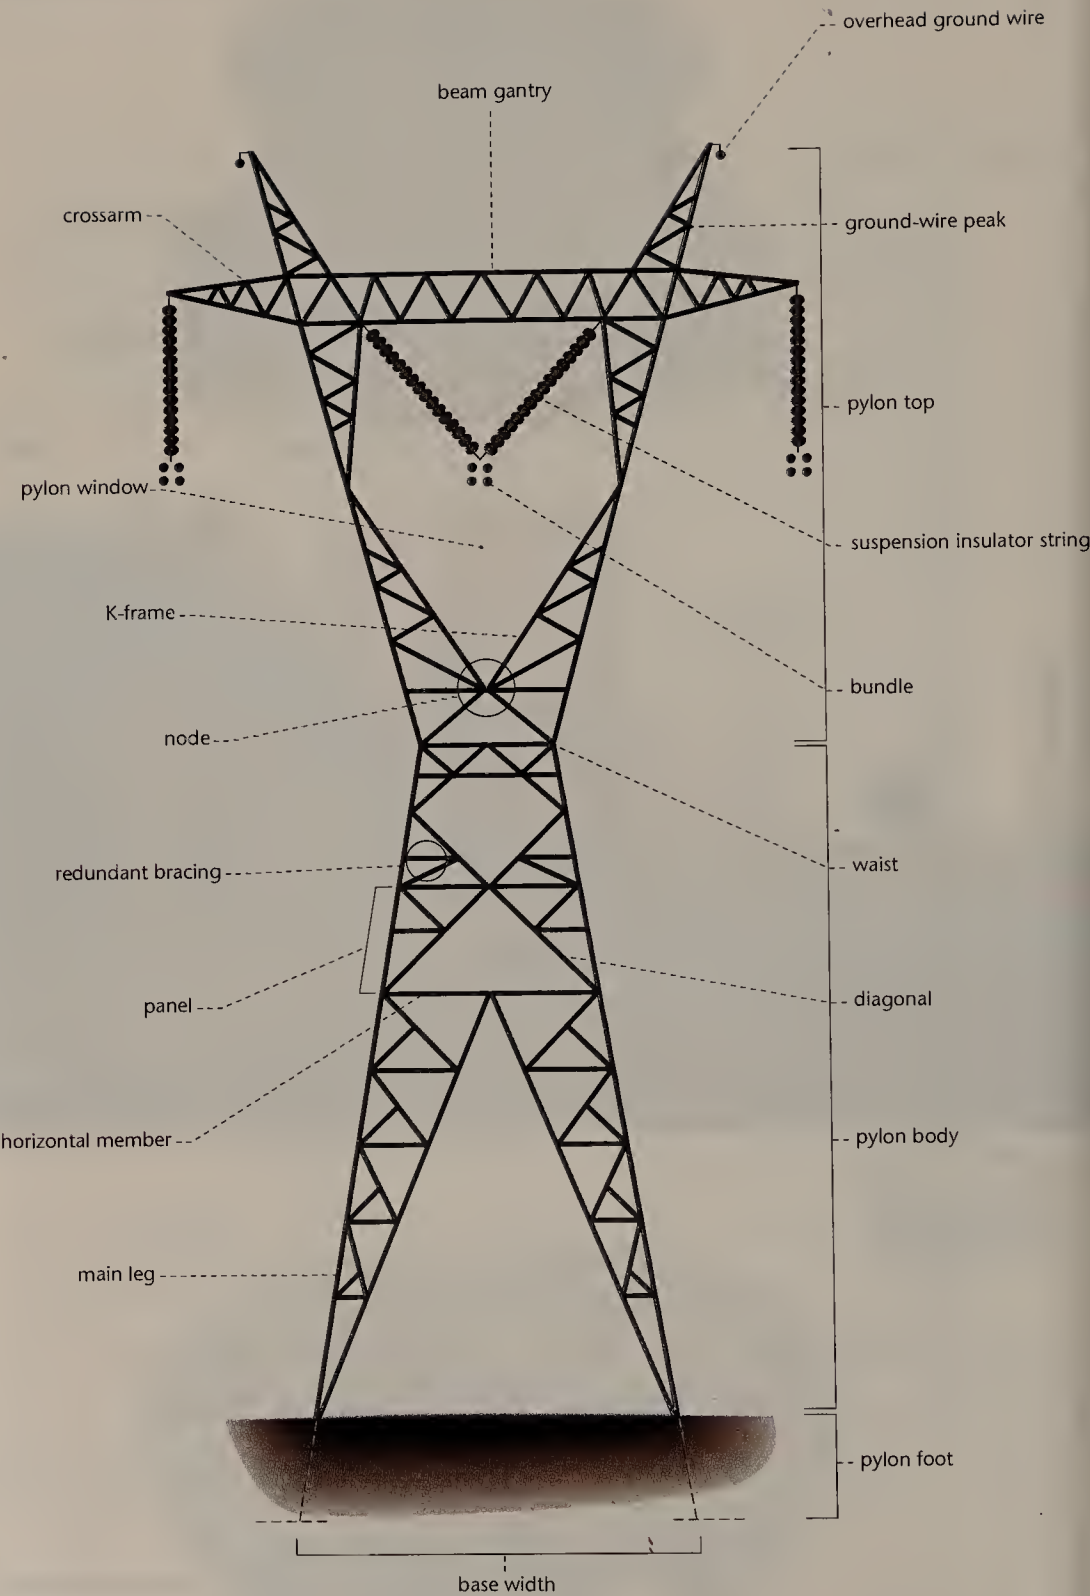 overhead ground wire
beam gantry
crossarm
ground-wire peak
pylon top
pylon window
suspension insulator string
K-frame
bundle
node
redundant bracing
waist
panel
diagonal
horizontal member
pylon body
main leg
pylon foot
base width